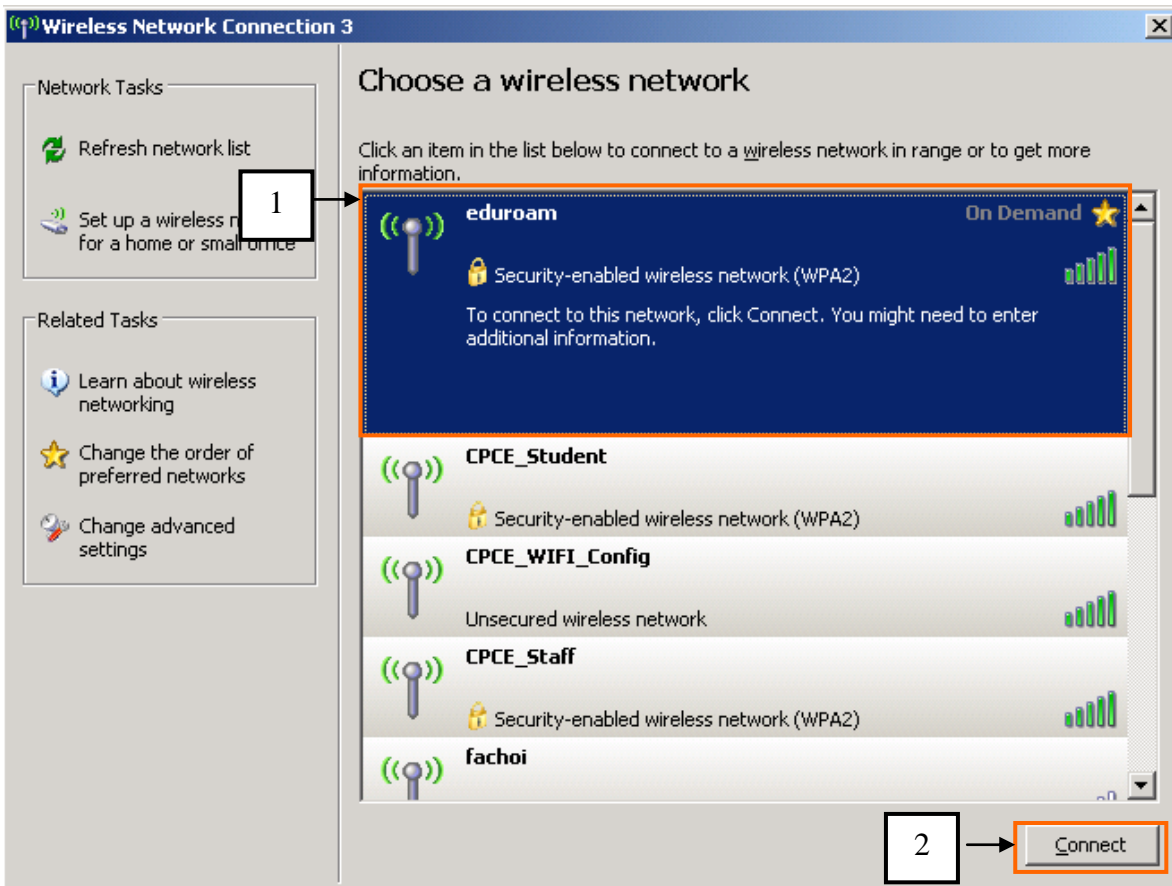 Wireless Network Connection 3
Network Tasks
Refresh network list
Set up a wireless n
for a home or small office
Related Tasks
Learn about wireless
networking
Change the order of
preferred networks
Change advanced
settings
Choose a wireless network
Click an item in the list below to connect to a wireless network in range or to get more
information.
1
eduroam
On Demand
Security-enabled wireless network (WPA2)
To connect to this network, click Connect. You might need to enter
additional information.
CPCE_Student
Security-enabled wireless network (WPA2)
CPCE_WIFI_Config
Unsecured wireless network
CPCE_Staff
Security-enabled wireless network (WPA2)
fachoi
2
Connect